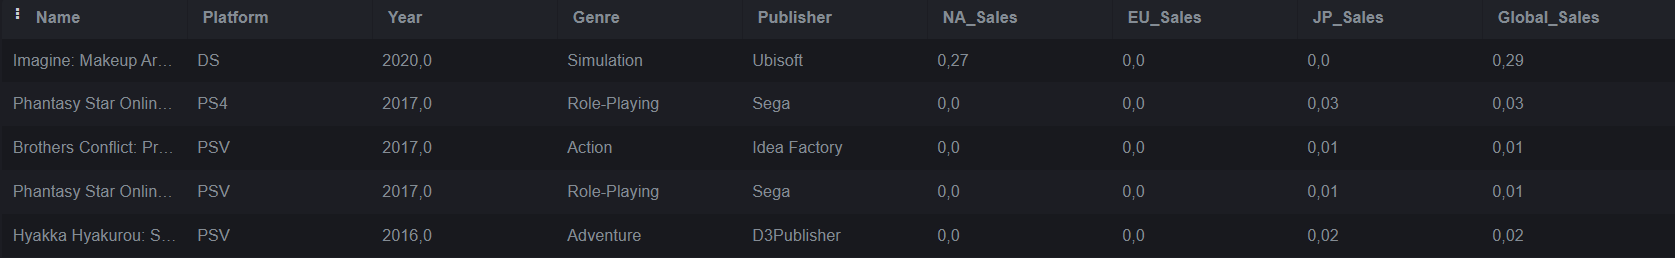 Name Platform Year Genre Publisher NA_Sales EU_Sales JP_Sales Global_Sales
Imagine: Makeup Ar... DS 2020,0 Simulation Ubisoft 0,27 0,0 0,0 0,29
Phantasy Star Onlin... PS4 2017,0 Role-Playing Sega 0,0 0,0 0,03 0,03
Brothers Conflict: Pr... PSV 2017,0 Action Idea Factory 0,0 0,0 0,01 0,01
Phantasy Star Onlin... PSV 2017,0 Role-Playing Sega 0,0 0,0 0,01 0,01
Hyakka Hyakurou: S... PSV 2016,0 Adventure D3Publisher 0,0 0,0 0,02 0,02